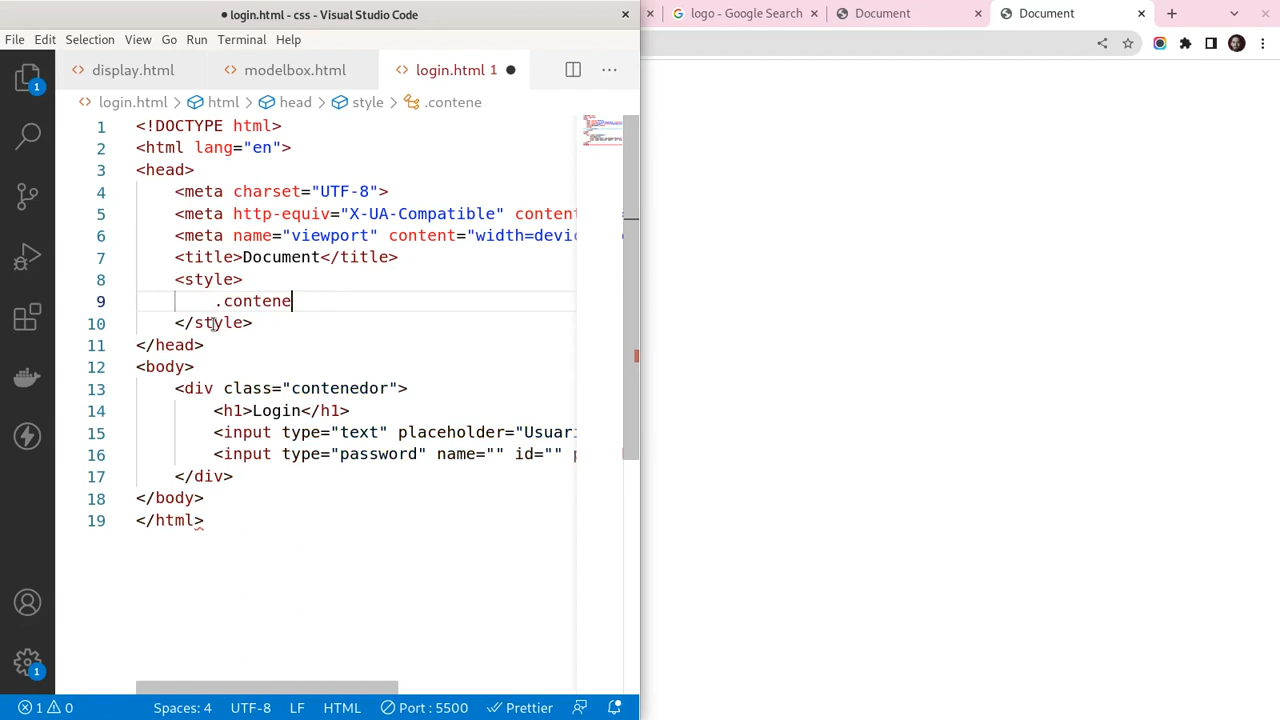 login.html - css - Visual Studio Code
logo - Google Search
Document
Document
File Edit Selection View Go Run Terminal Help
display.html
modelbox.html
login.html 1
login.html > html > head > style > .contene
1 <!DOCTYPE html>
2 <html lang="en">
3 <head>
4 <meta charset="UTF-8">
5 <meta http-equiv="X-UA-Compatible" content
6 <meta name="viewport" content="width=devic
7 <title>Document</title>
8 <style>
9 .contene
10 </style>
11 </head>
12 <body>
13 <div class="contenedor">
14 <h1>Login</h1>
15 <input type="text" placeholder="Usuari
16 <input type="password" name="" id="" p
17 </div>
18 </body>
19 </html>
1
1
1 0
Spaces: 4
UTF-8
LF
HTML
Port : 5500
Prettier